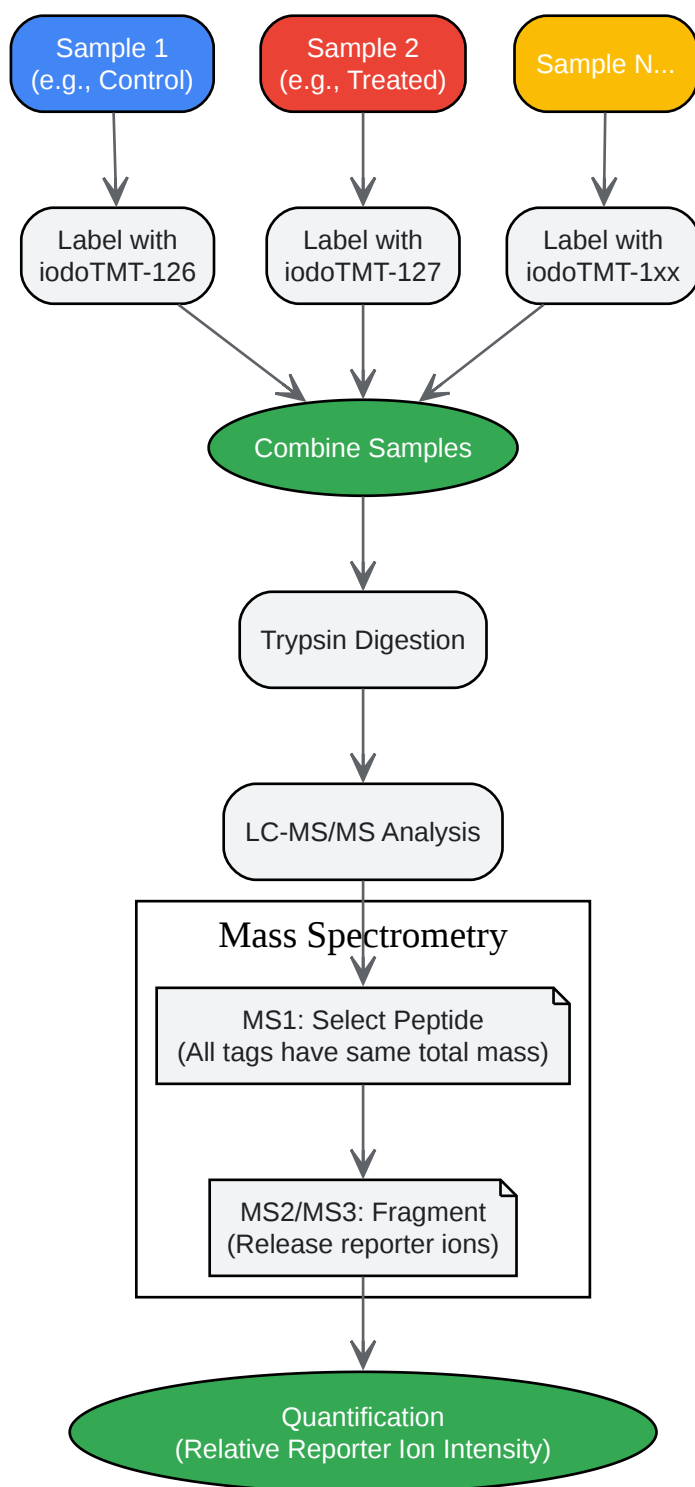 Sample 1
(e.g., Control)
Sample 2
(e.g., Treated)
Sample N...
Label with
iodoTMT-126
Label with
iodoTMT-127
Label with
iodoTMT-1xx
Combine Samples
Trypsin Digestion
LC-MS/MS Analysis
Mass Spectrometry
MS1: Select Peptide
(All tags have same total mass)
MS2/MS3: Fragment
(Release reporter ions)
Quantification
(Relative Reporter Ion Intensity)